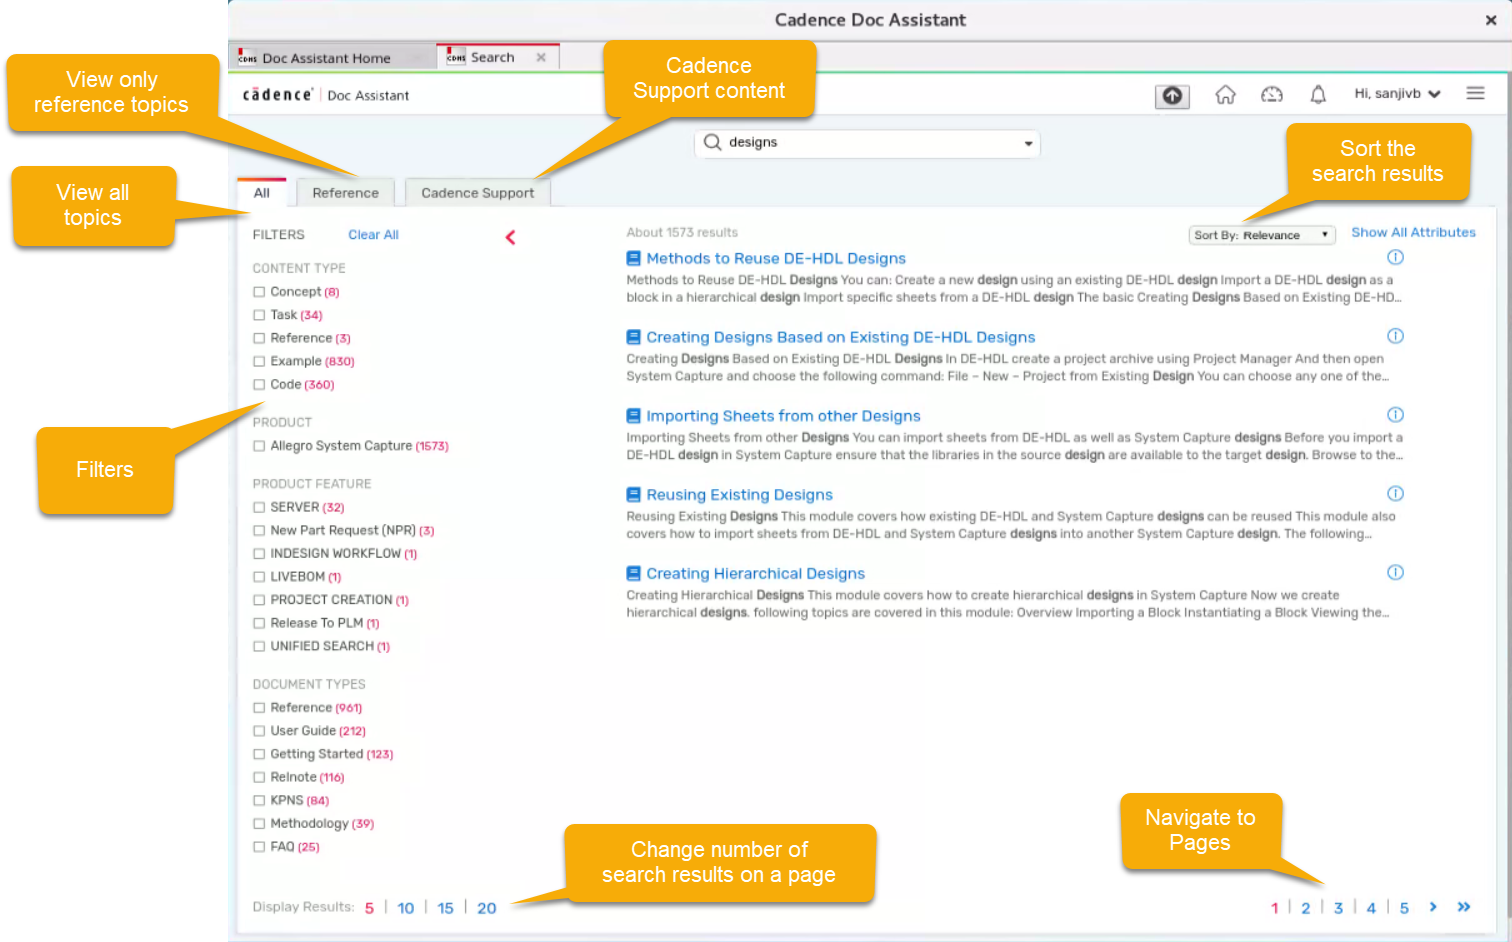 Cadence Doc Assistant
Doc Assistant Home
Search
View only
reference topics
Cadence
Support content
cādence® | Doc Assistant
Hi, sanjivb
designs
Sort the
search results
View all
topics
All
Reference
Cadence Support
FILTERS
Clear All
About 1573 results
Sort By: Relevance
Show All Attributes
CONTENT TYPE
Concept (8)
Task (34)
Reference (3)
Example (830)
Code (360)
PRODUCT
Allegro System Capture (1573)
Filters
PRODUCT FEATURE
SERVER (32)
New Part Request (NPR) (3)
INDESIGN WORKFLOW (1)
LIVEBOM (1)
PROJECT CREATION (1)
Release To PLM (1)
UNIFIED SEARCH (1)
DOCUMENT TYPES
Reference (961)
User Guide (212)
Getting Started (123)
Relnote (116)
KPNS (84)
Methodology (39)
FAQ (25)
Methods to Reuse DE-HDL Designs
Methods to Reuse DE-HDL Designs You can: Create a new design using an existing DE-HDL design Import a DE-HDL design as a
block in a hierarchical design Import specific sheets from a DE-HDL design The basic Creating Designs Based on Existing DE-HD...
Creating Designs Based on Existing DE-HDL Designs
Creating Designs Based on Existing DE-HDL Designs In DE-HDL create a project archive using Project Manager And then open
System Capture and choose the following command: File – New – Project from Existing Design You can choose any one of the...
Importing Sheets from other Designs
Importing Sheets from other Designs You can import sheets from DE-HDL as well as System Capture designs Before you import a
DE-HDL design in System Capture ensure that the libraries in the source design are available to the target design. Browse to the...
Reusing Existing Designs
Reusing Existing Designs This module covers how existing DE-HDL and System Capture designs can be reused This module also
covers how to import sheets from DE-HDL and System Capture designs into another System Capture design. The following...
Creating Hierarchical Designs
Creating Hierarchical Designs This module covers how to create hierarchical designs in System Capture Now we create
hierarchical designs. following topics are covered in this module: Overview Importing a Block Instantiating a Block Viewing the...
Change number of
search results on a page
Navigate to
Pages
Display Results: 5 | 10 | 15 | 20
1 | 2 | 3 | 4 | 5 › »